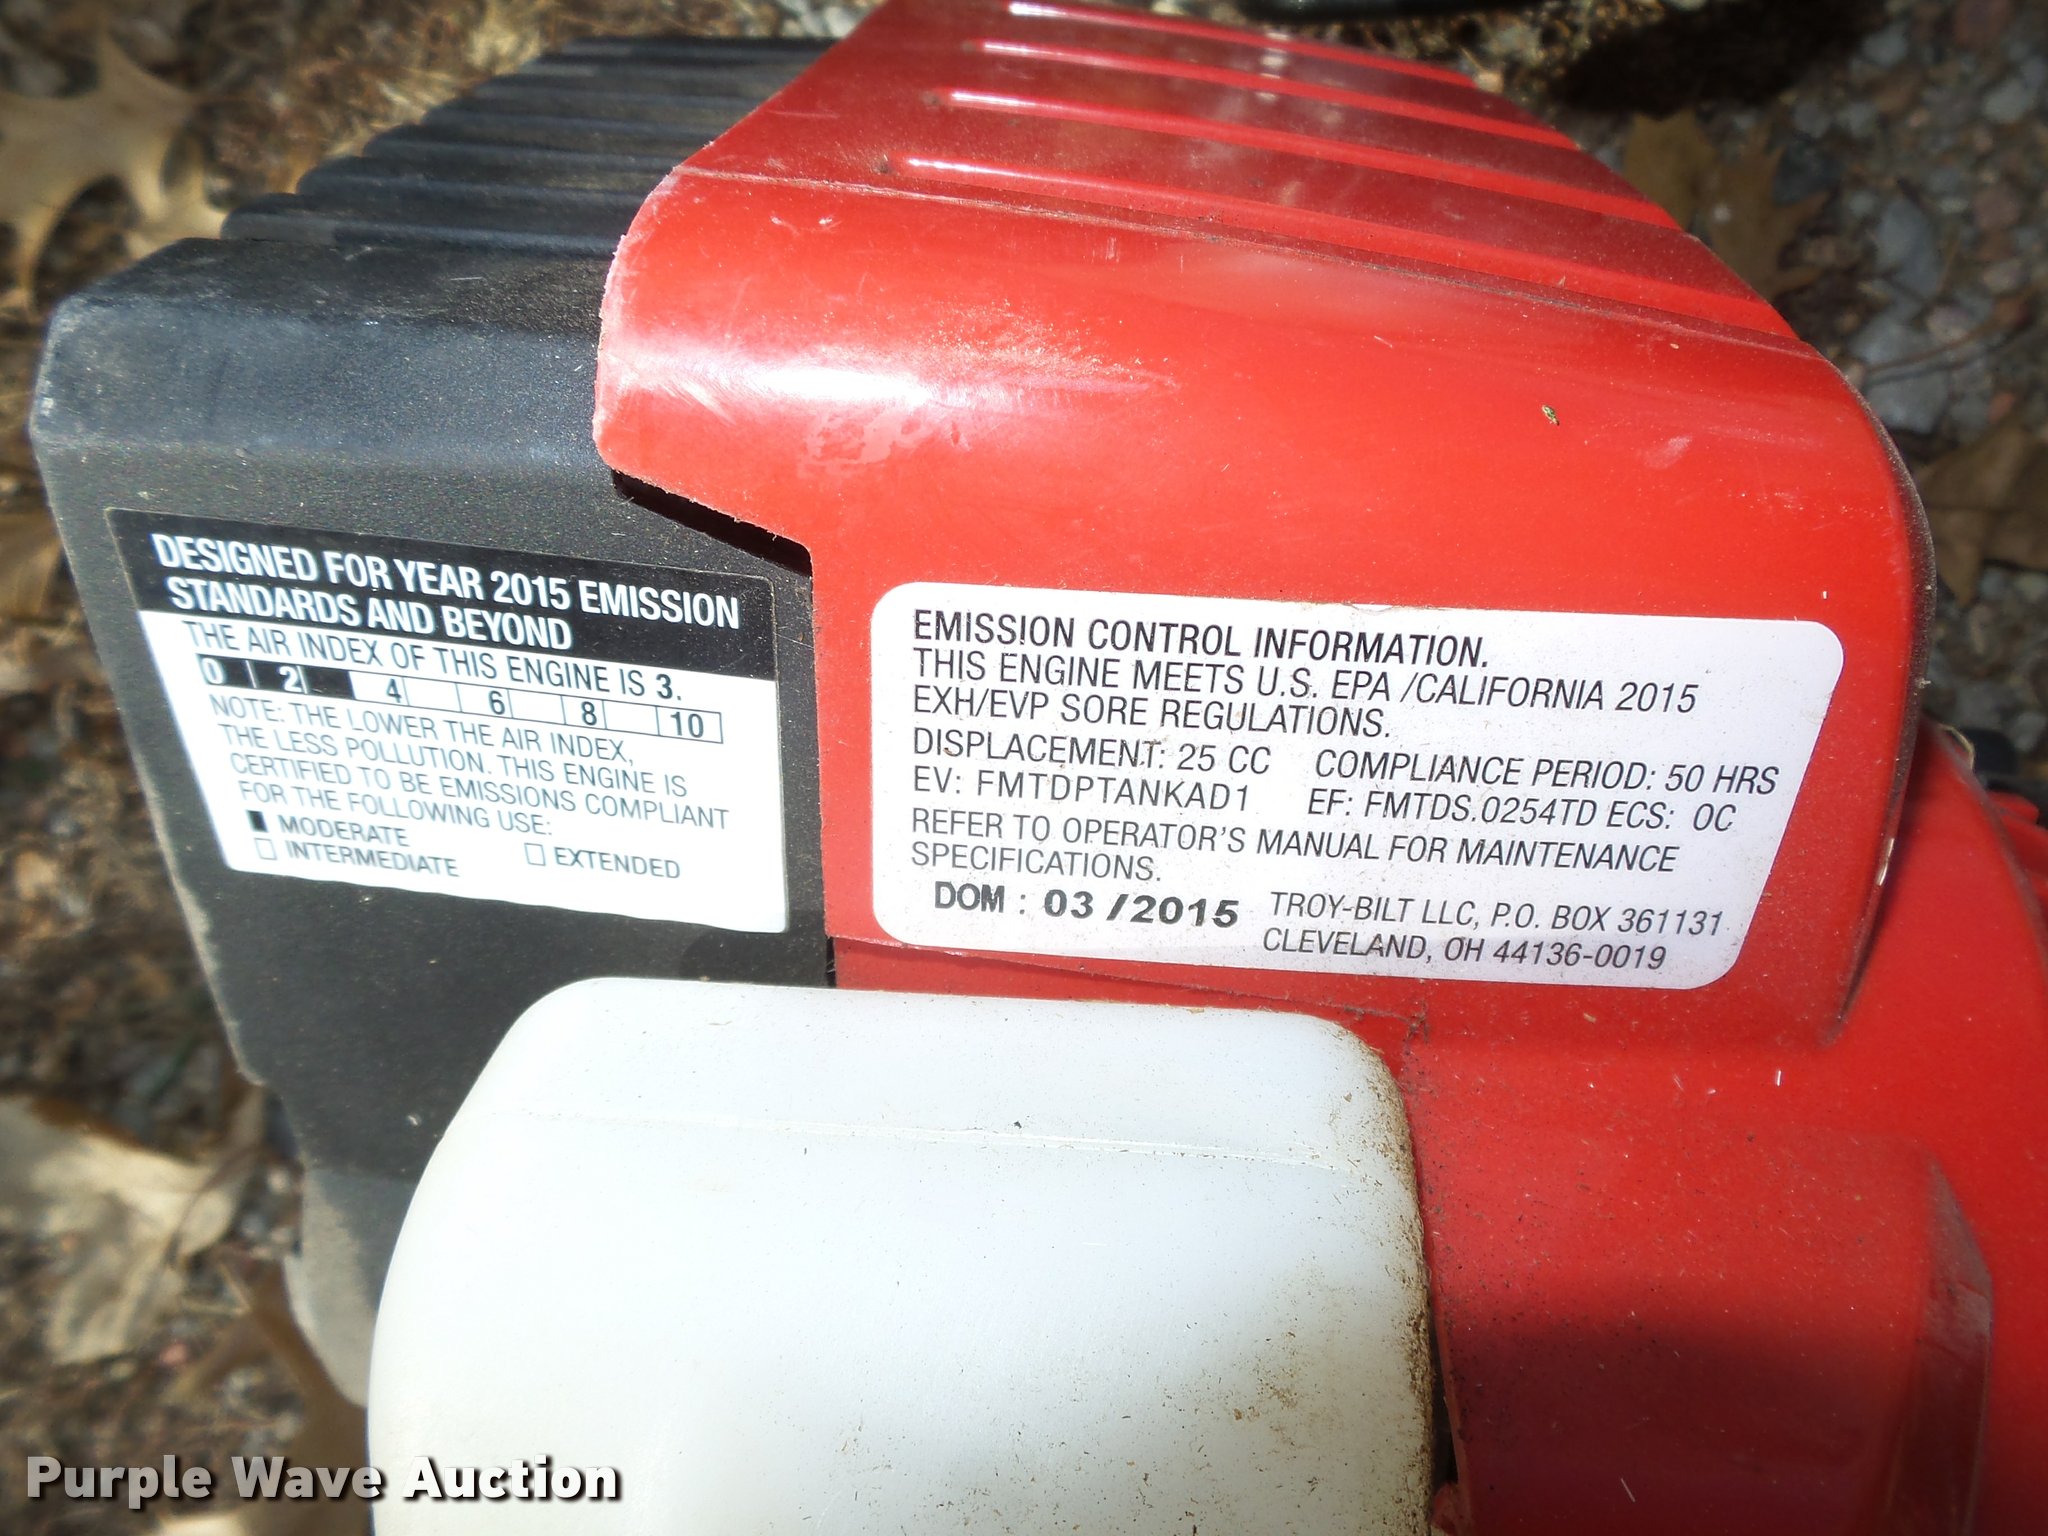 DESIGNED FOR YEAR 2015 EMISSION
STANDARDS AND BEYOND
THE AIR INDEX OF THIS ENGINE IS 3.
0 2 4 6 8 10
NOTE: THE LOWER THE AIR INDEX,
THE LESS POLLUTION. THIS ENGINE IS
CERTIFIED TO BE EMISSIONS COMPLIANT
FOR THE FOLLOWING USE:
MODERATE
INTERMEDIATE EXTENDED
EMISSION CONTROL INFORMATION.
THIS ENGINE MEETS U.S. EPA /CALIFORNIA 2015
EXH/EVP SORE REGULATIONS.
DISPLACEMENT: 25 CC COMPLIANCE PERIOD: 50 HRS
EV: FMTDPTANKAD1 EF: FMTDS.0254TD ECS: OC
REFER TO OPERATOR'S MANUAL FOR MAINTENANCE
SPECIFICATIONS.
DOM : 03 /2015 TROY-BILT LLC, P.O. BOX 361131
CLEVELAND, OH 44136-0019
Purple Wave Auction